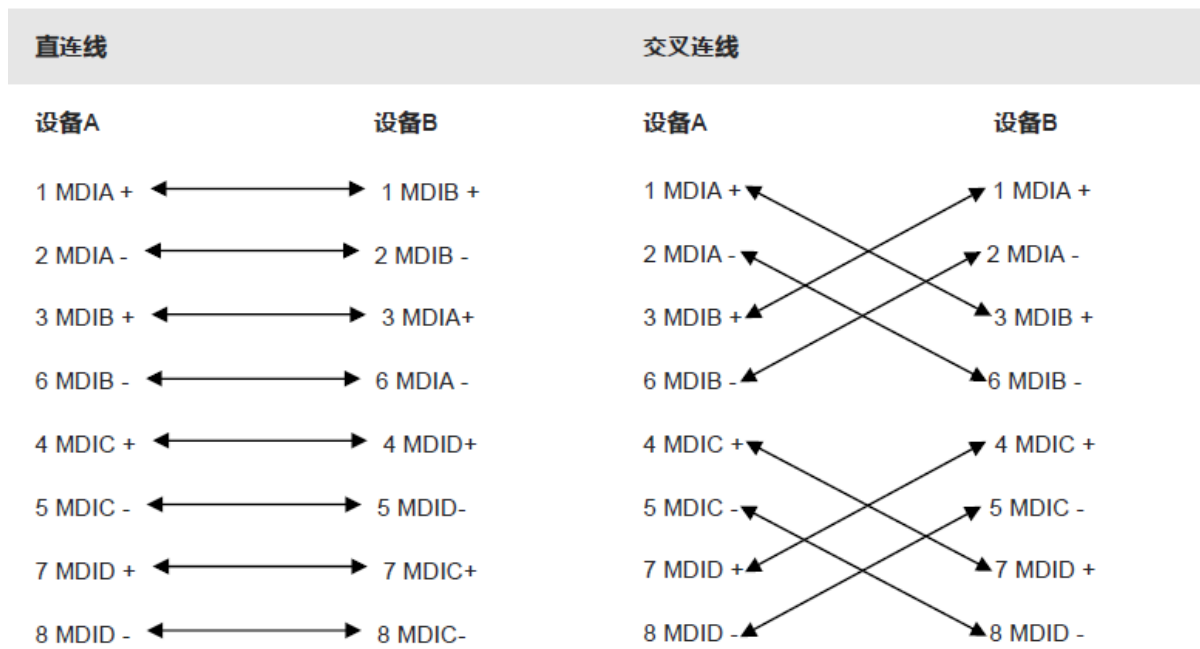 直连线 交叉连线
设备A 设备B 设备A 设备B
1 MDIA + 1 MDIB + 1 MDIA + 1 MDIA +
2 MDIA - 2 MDIB - 2 MDIA - 2 MDIA -
3 MDIB + 3 MDIA+ 3 MDIB + 3 MDIB +
6 MDIB - 6 MDIA - 6 MDIB - 6 MDIB -
4 MDIC + 4 MDID+ 4 MDIC + 4 MDIC +
5 MDIC - 5 MDID- 5 MDIC - 5 MDIC -
7 MDID + 7 MDIC+ 7 MDID + 7 MDID +
8 MDID - 8 MDIC- 8 MDID - 8 MDID -